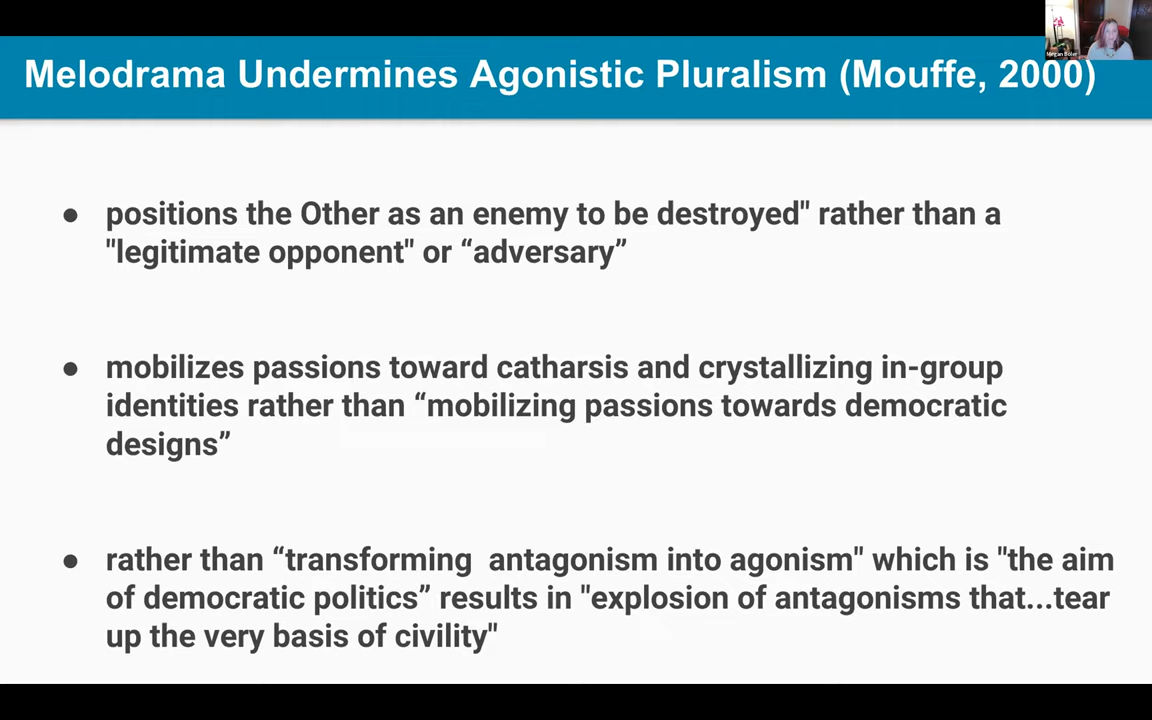 Melodrama Undermines Agonistic Pluralism (Mouffe, 2000)
Megan Boler
● positions the Other as an enemy to be destroyed" rather than a
"legitimate opponent" or “adversary”
● mobilizes passions toward catharsis and crystallizing in-group
identities rather than “mobilizing passions towards democratic
designs”
● rather than “transforming  antagonism into agonism" which is "the aim
of democratic politics” results in "explosion of antagonisms that...tear
up the very basis of civility"